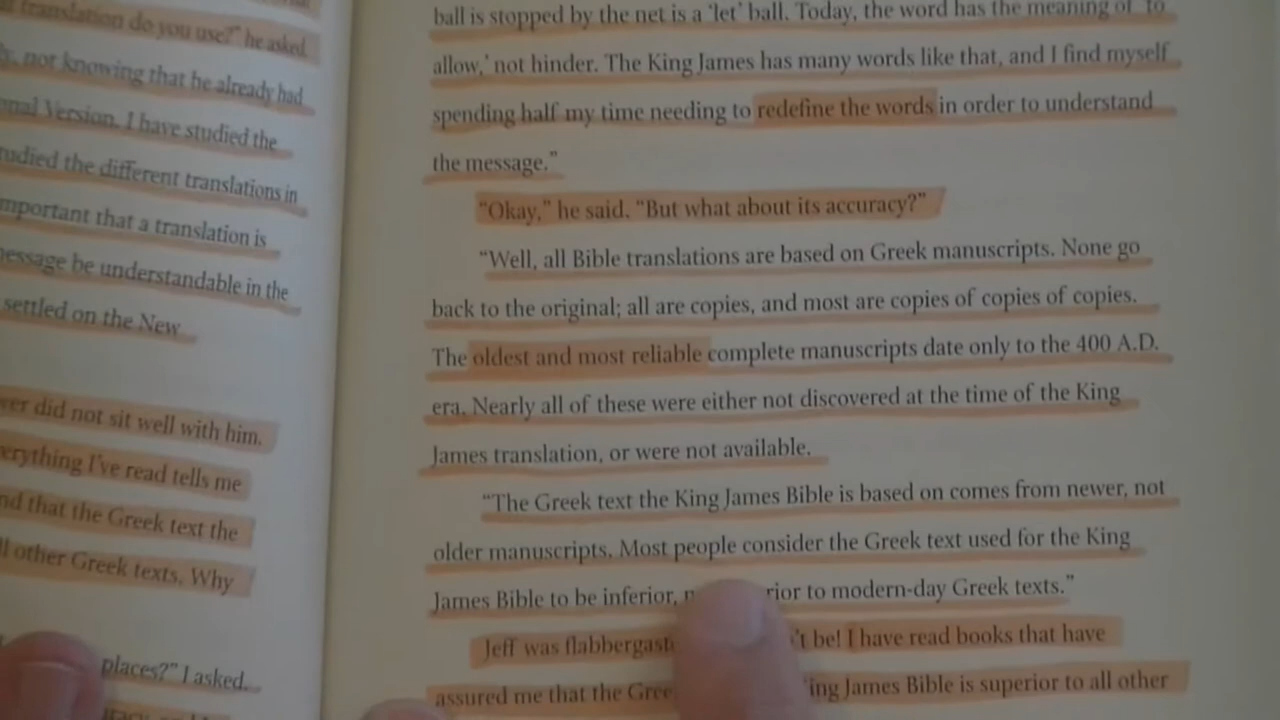 translation do you use?" he asked.
not knowing that he already had
Version. I have studied the
the different translations in
that a translation is
be understandable in the
settled on the New
did not sit well with him.
I've read tells me
that the Greek text the
other Greek texts. Why
places?" I asked.
ball is stopped by the net is a 'let' ball. Today, the word has the meaning of 'to
allow,' not hinder. The King James has many words like that, and I find myself
spending half my time needing to redefine the words in order to understand
the message."
"Okay," he said. "But what about its accuracy?"
"Well, all Bible translations are based on Greek manuscripts. None go
back to the original; all are copies, and most are copies of copies of copies.
The oldest and most reliable complete manuscripts date only to the 400 A.D.
era. Nearly all of these were either not discovered at the time of the King
James translation, or were not available.
"The Greek text the King James Bible is based on comes from newer, not
older manuscripts. Most people consider the Greek text used for the King
James Bible to be inferior, to modern-day Greek texts."
Jeff was be! I have read books that have
assured me that the James Bible is superior to all other